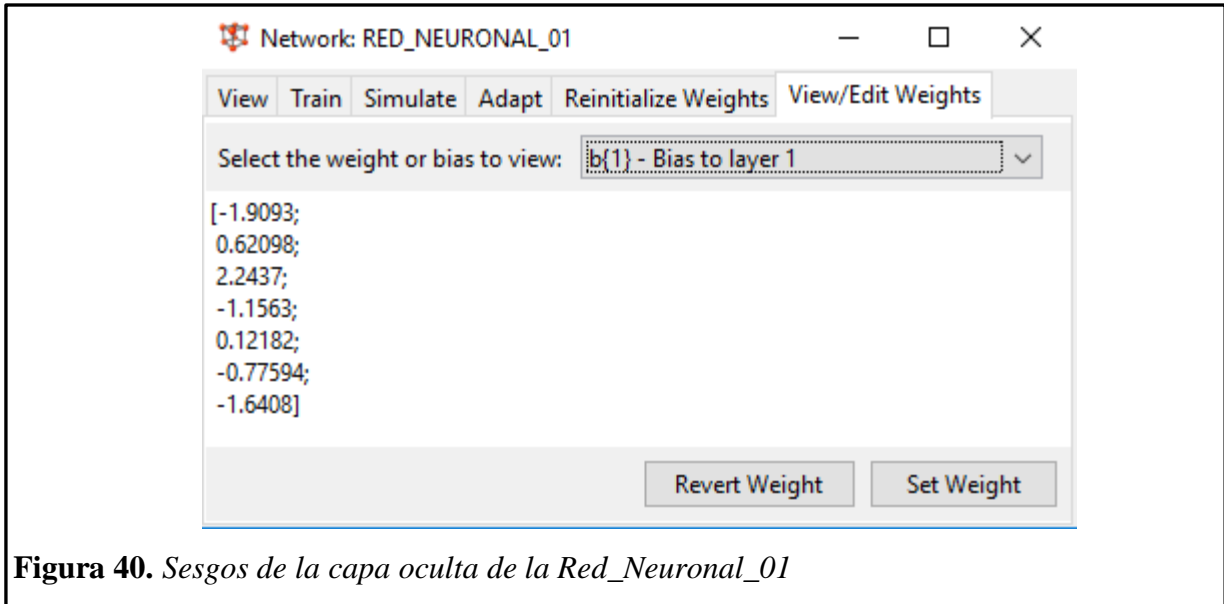 Network: RED_NEURONAL_01
View Train Simulate Adapt Reinitialize Weights View/Edit Weights
Select the weight or bias to view: b{1} - Bias to layer 1
[-1.9093;
0.62098;
2.2437;
-1.1563;
0.12182;
-0.77594;
-1.6408]
Revert Weight Set Weight
Figura 40. Sesgos de la capa oculta de la Red_Neuronal_01